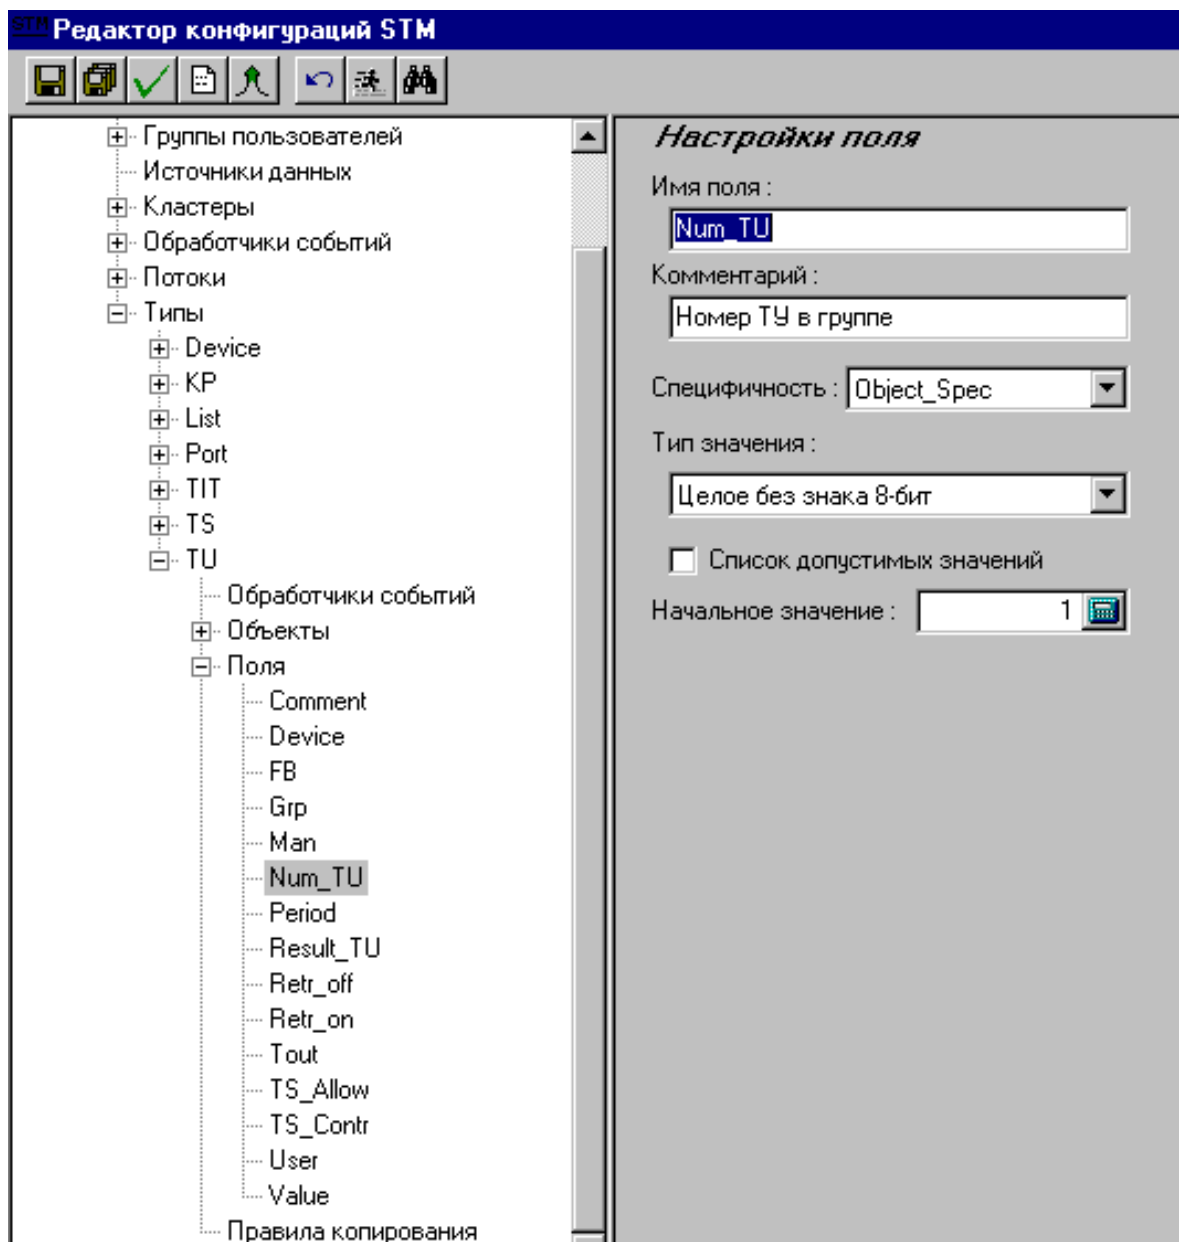 STM Редактор конфигураций STM
Группы пользователей
Источники данных
Кластеры
Обработчики событий
Потоки
Типы
Device
KP
List
Port
TIT
TS
TU
Обработчики событий
Объекты
Поля
Comment
Device
FB
Grp
Man
Num_TU
Period
Result_TU
Retr_off
Retr_on
Tout
TS_Allow
TS_Contr
User
Value
Правила копирования
Настройки поля
Имя поля :
Num_TU
Комментарий :
Номер ТУ в группе
Специфичность : Object_Spec
Тип значения :
Целое без знака 8-бит
Список допустимых значений
Начальное значение : 1